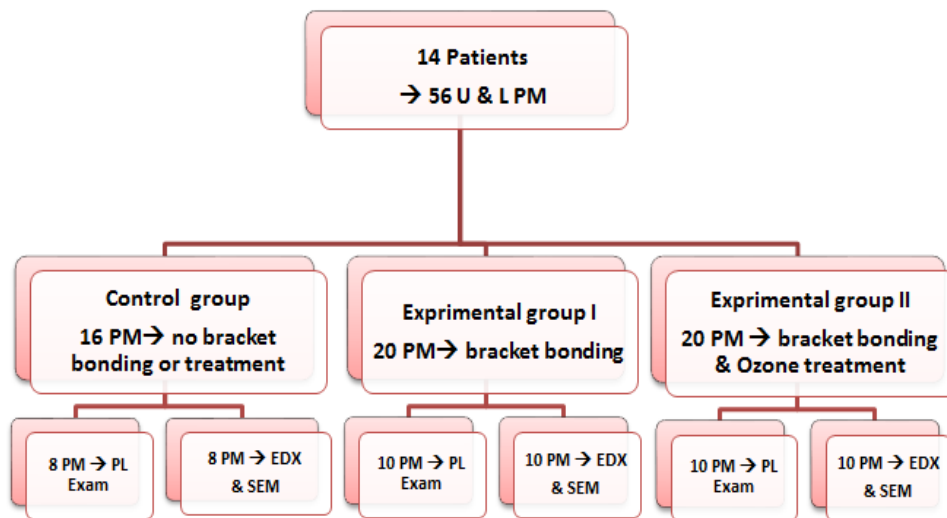 14 Patients
→ 56 U & L PM
Control group
16 PM→ no bracket
bonding or treatment
Exprimental group I
20 PM→ bracket bonding
Exprimental group II
20 PM → bracket bonding
& Ozone treatment
8 PM → PL
Exam
8 PM → EDX
& SEM
10 PM → PL
Exam
10 PM → EDX
& SEM
10 PM → PL
Exam
10 PM → EDX
& SEM